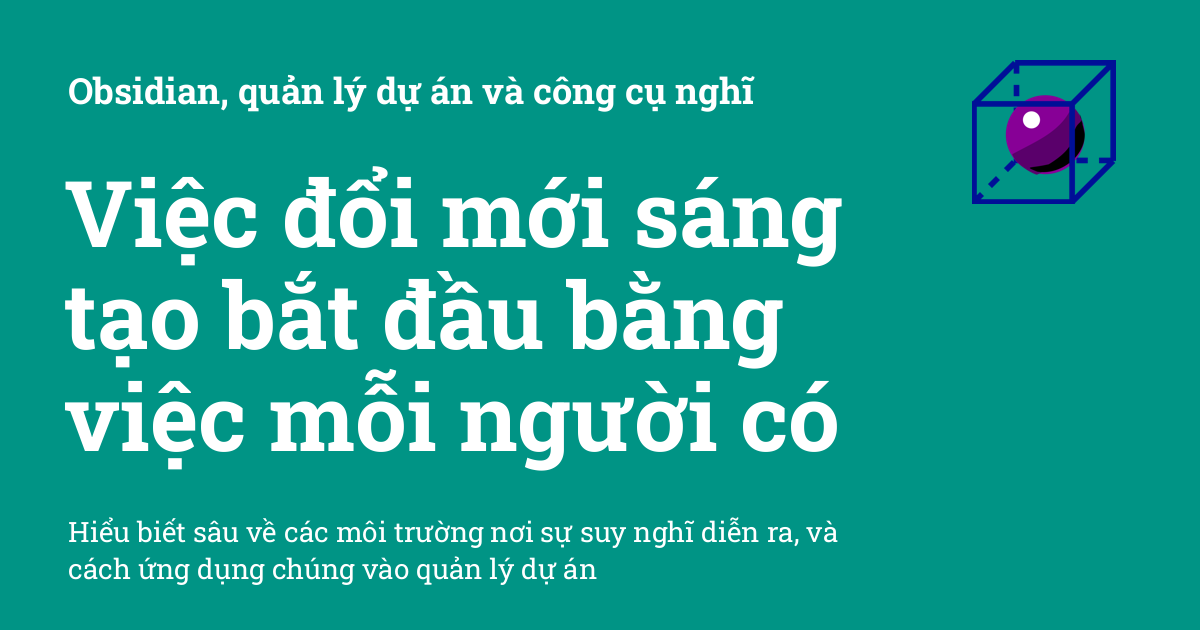 Obsidian, quản lý dự án và công cụ nghĩ
Việc đổi mới sáng
tạo bắt đầu bằng
việc mỗi người có
Hiểu biết sâu về các môi trường nơi sự suy nghĩ diễn ra, và
cách ứng dụng chúng vào quản lý dự án